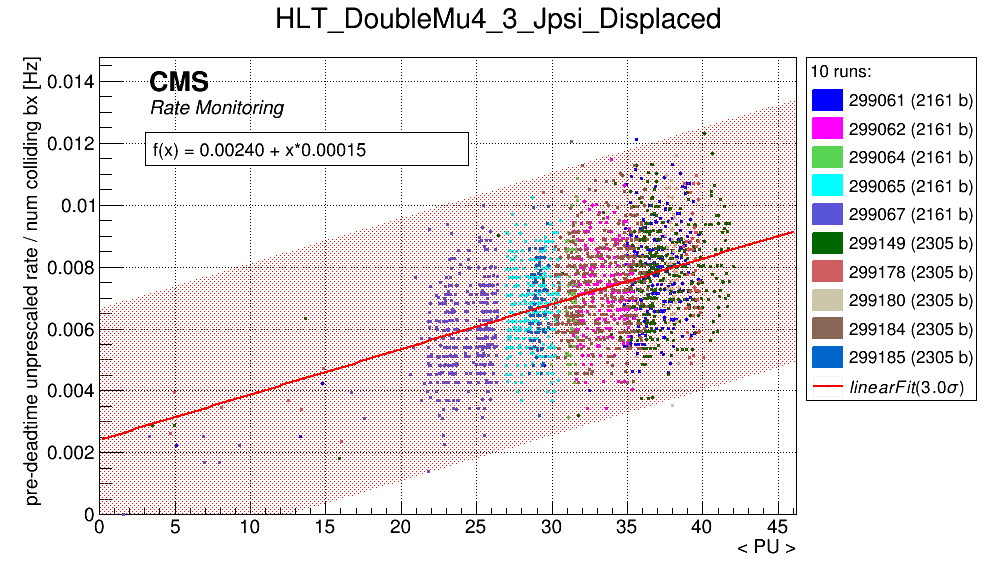 HLT_DoubleMu4_3_Jpsi_Displaced
pre-deadtime unprescaled rate / num colliding bx [Hz]
0.014
0.012
0.01
0.008
0.006
0.004
0.002
0
CMS
Rate Monitoring
f(x) = 0.00240 + x*0.00015
0 5 10 15 20 25 30 35 40 45
< PU >
10 runs:
299061 (2161 b)
299062 (2161 b)
299064 (2161 b)
299065 (2161 b)
299067 (2161 b)
299149 (2305 b)
299178 (2305 b)
299180 (2305 b)
299184 (2305 b)
299185 (2305 b)
linearFit(3.0σ)